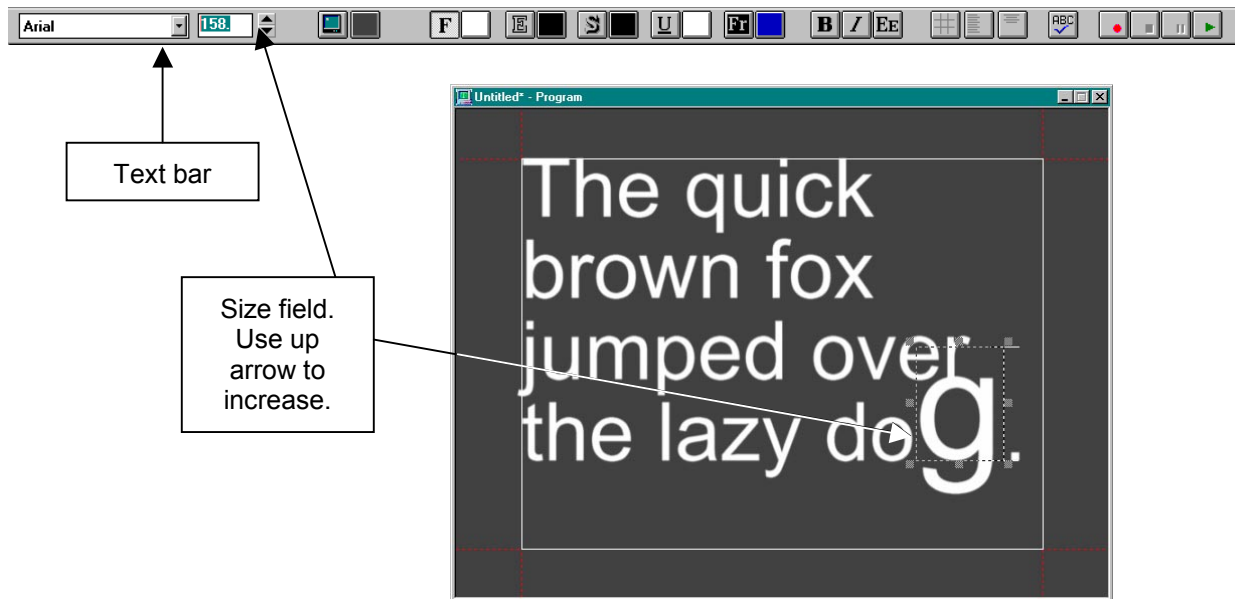 Arial 158. F E S U Fr B I EE ABC
Untitled* - Program
Text bar
The quick
brown fox
jumped over
the lazy dog.
Size field.
Use up
arrow to
increase.